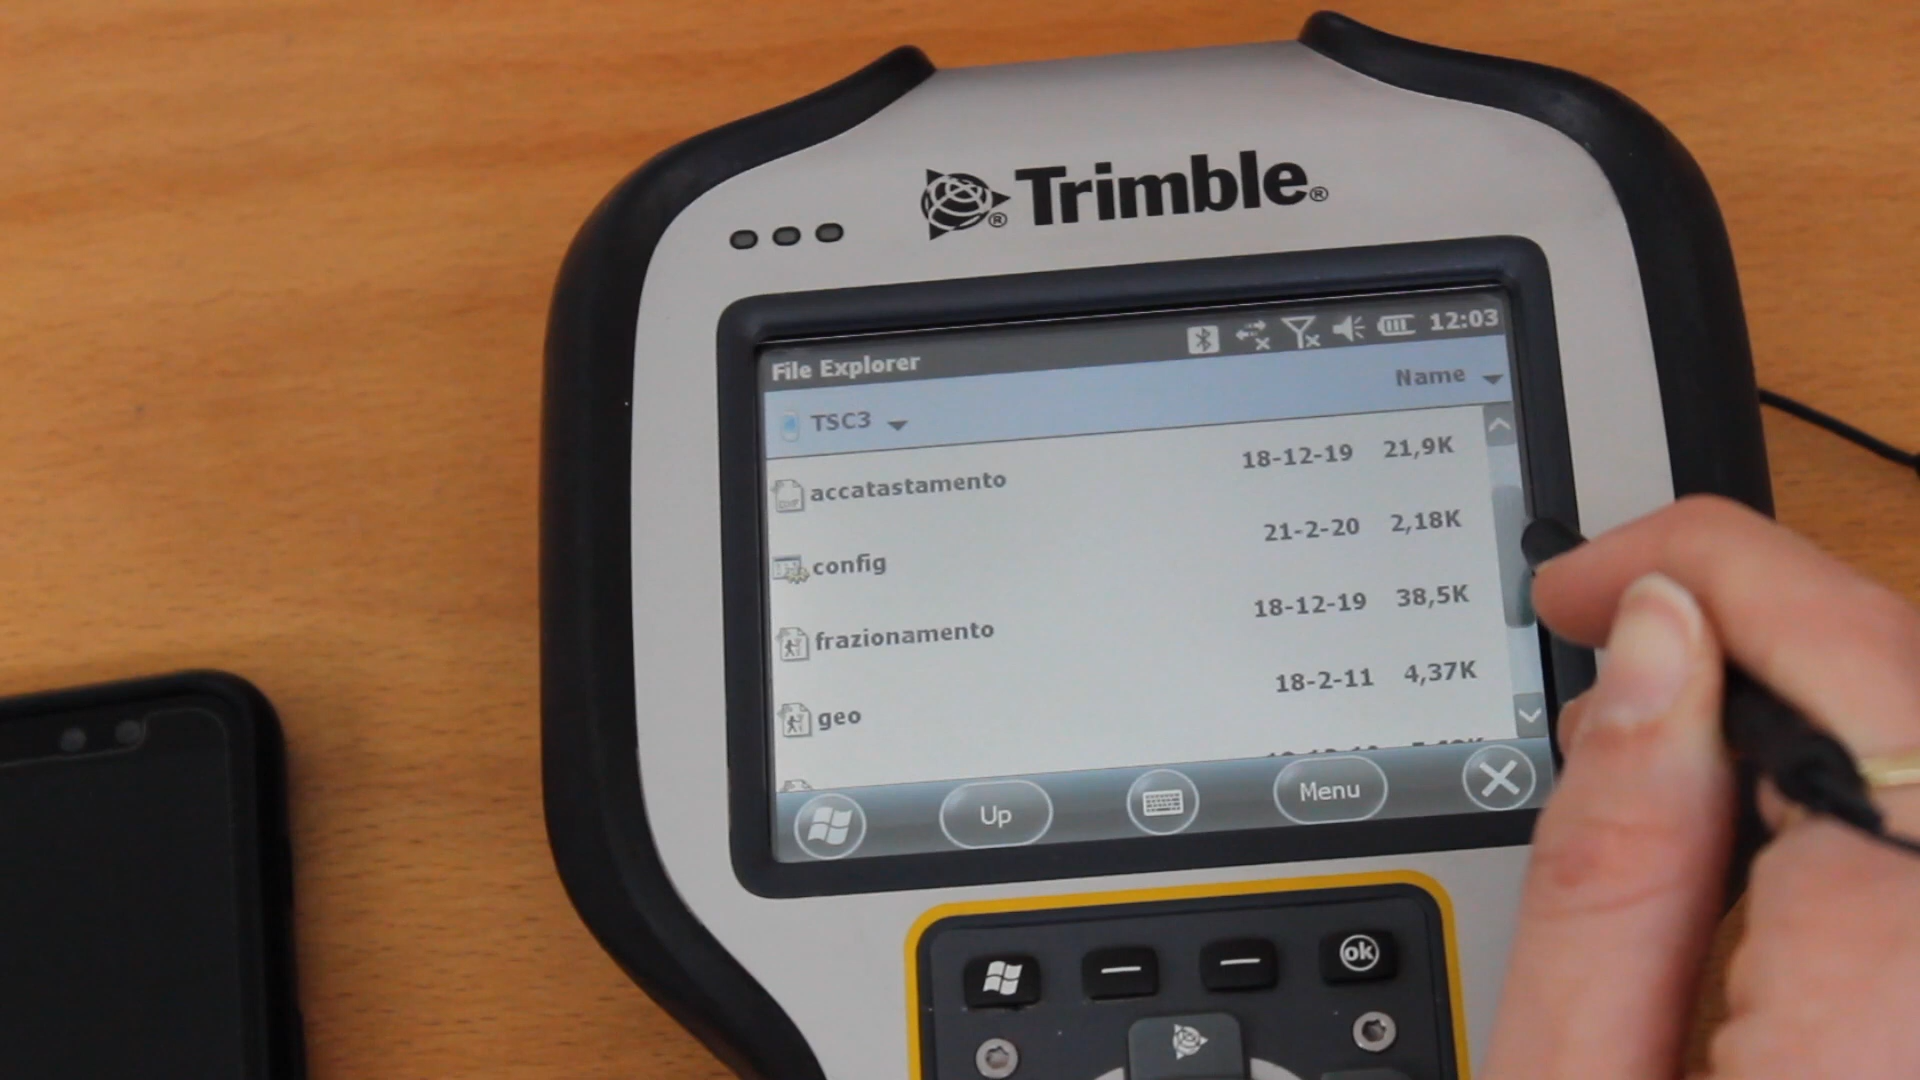 Trimble®
12:03
File Explorer
Name
TSC3
accatastamento 18-12-19 21,9K
config 21-2-20 2,18K
frazionamento 18-12-19 38,5K
geo 18-2-11 4,37K
Up Menu
ok